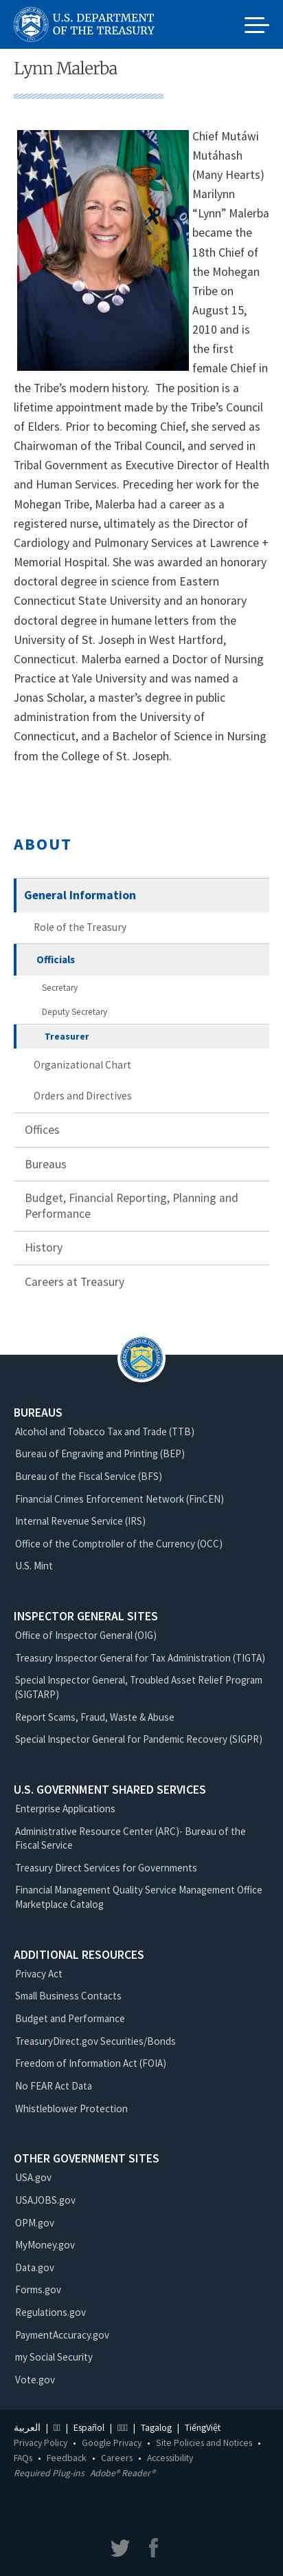 U.S. DEPARTMENT
OF THE TREASURY
Lynn Malerba
Chief Mutáwi
Mutáhash
(Many Hearts)
Marilynn
“Lynn” Malerba
became the
18th Chief of
the Mohegan
Tribe on
August 15,
2010 and is
the first
female Chief in
the Tribe’s modern history.  The position is a
lifetime appointment made by the Tribe’s Council
of Elders. Prior to becoming Chief, she served as
Chairwoman of the Tribal Council, and served in
Tribal Government as Executive Director of Health
and Human Services. Preceding her work for the
Mohegan Tribe, Malerba had a career as a
registered nurse, ultimately as the Director of
Cardiology and Pulmonary Services at Lawrence +
Memorial Hospital. She was awarded an honorary
doctoral degree in science from Eastern
Connecticut State University and an honorary
doctoral degree in humane letters from the
University of St. Joseph in West Hartford,
Connecticut. Malerba earned a Doctor of Nursing
Practice at Yale University and was named a
Jonas Scholar, a master’s degree in public
administration from the University of
Connecticut, and a Bachelor of Science in Nursing
from the College of St. Joseph.
ABOUT
General Information
Role of the Treasury
Officials
Secretary
Deputy Secretary
Treasurer
Organizational Chart
Orders and Directives
Offices
Bureaus
Budget, Financial Reporting, Planning and
Performance
History
Careers at Treasury
BUREAUS
Alcohol and Tobacco Tax and Trade (TTB)
Bureau of Engraving and Printing (BEP)
Bureau of the Fiscal Service (BFS)
Financial Crimes Enforcement Network (FinCEN)
Internal Revenue Service (IRS)
Office of the Comptroller of the Currency (OCC)
U.S. Mint
INSPECTOR GENERAL SITES
Office of Inspector General (OIG)
Treasury Inspector General for Tax Administration (TIGTA)
Special Inspector General, Troubled Asset Relief Program
(SIGTARP)
Report Scams, Fraud, Waste & Abuse
Special Inspector General for Pandemic Recovery (SIGPR)
U.S. GOVERNMENT SHARED SERVICES
Enterprise Applications
Administrative Resource Center (ARC)- Bureau of the
Fiscal Service
Treasury Direct Services for Governments
Financial Management Quality Service Management Office
Marketplace Catalog
ADDITIONAL RESOURCES
Privacy Act
Small Business Contacts
Budget and Performance
TreasuryDirect.gov Securities/Bonds
Freedom of Information Act (FOIA)
No FEAR Act Data
Whistleblower Protection
OTHER GOVERNMENT SITES
USA.gov
USAJOBS.gov
OPM.gov
MyMoney.gov
Data.gov
Forms.gov
Regulations.gov
PaymentAccuracy.gov
my Social Security
Vote.gov
العربية | | Español | | Tagalog | TiếngViệt
Privacy Policy • Google Privacy • Site Policies and Notices •
FAQs • Feedback • Careers • Accessibility
Required Plug-ins Adobe® Reader®